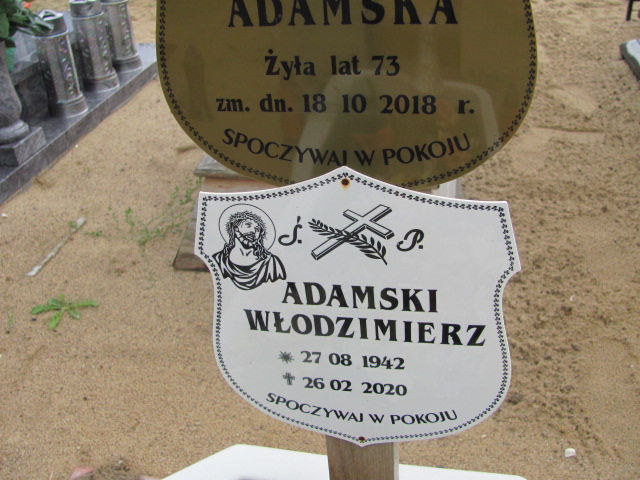 ADAMSKA
Żyła lat 73
zm. dn. 18 10 2018 r.
SPOCZYWAJ W POKOJU
Ś. P.
ADAMSKI
WŁODZIMIERZ
27 08 1942
26 02 2020
SPOCZYWAJ W POKOJU